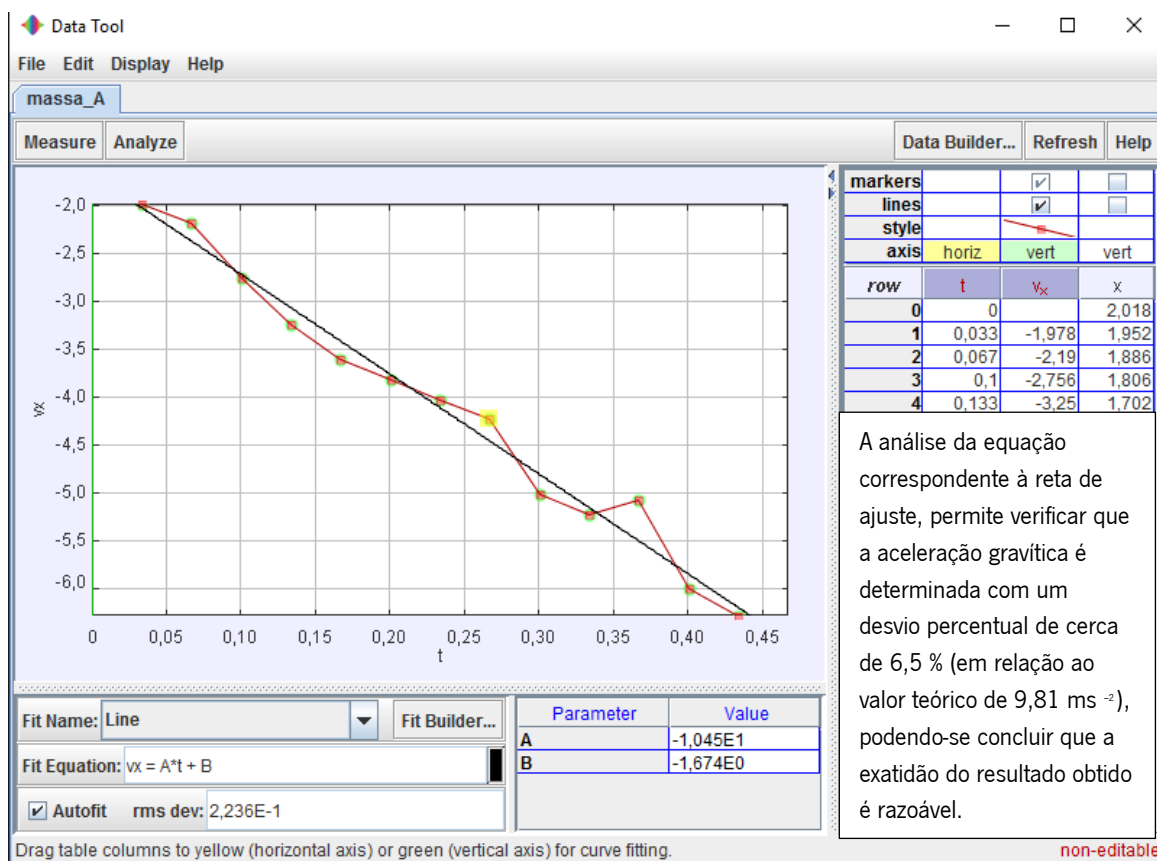 Data Tool
File Edit Display Help
massa_A
Measure Analyze Data Builder... Refresh Help
-2,0
-2,5
-3,0
-3,5
-4,0
-4,5
-5,0
-5,5
-6,0
vx
0 0,05 0,10 0,15 0,20 0,25 0,30 0,35 0,40 0,45
t
markers
lines
style
axis horiz vert vert
row t vx x
0 0 2,018
1 0,033 -1,978 1,952
2 0,067 -2,19 1,886
3 0,1 -2,756 1,806
4 0,133 -3,25 1,702
A análise da equação
correspondente à reta de
ajuste, permite verificar que
a aceleração gravítica é
determinada com um
desvio percentual de cerca
de 6,5 % (em relação ao
valor teórico de 9,81 ms ⁻²),
podendo-se concluir que a
exatidão do resultado obtido
é razoável.
Fit Name: Line Fit Builder...
Fit Equation: vx = A*t + B
Autofit rms dev: 2,236E-1
Parameter Value
A -1,045E1
B -1,674E0
Drag table columns to yellow (horizontal axis) or green (vertical axis) for curve fitting. non-editable